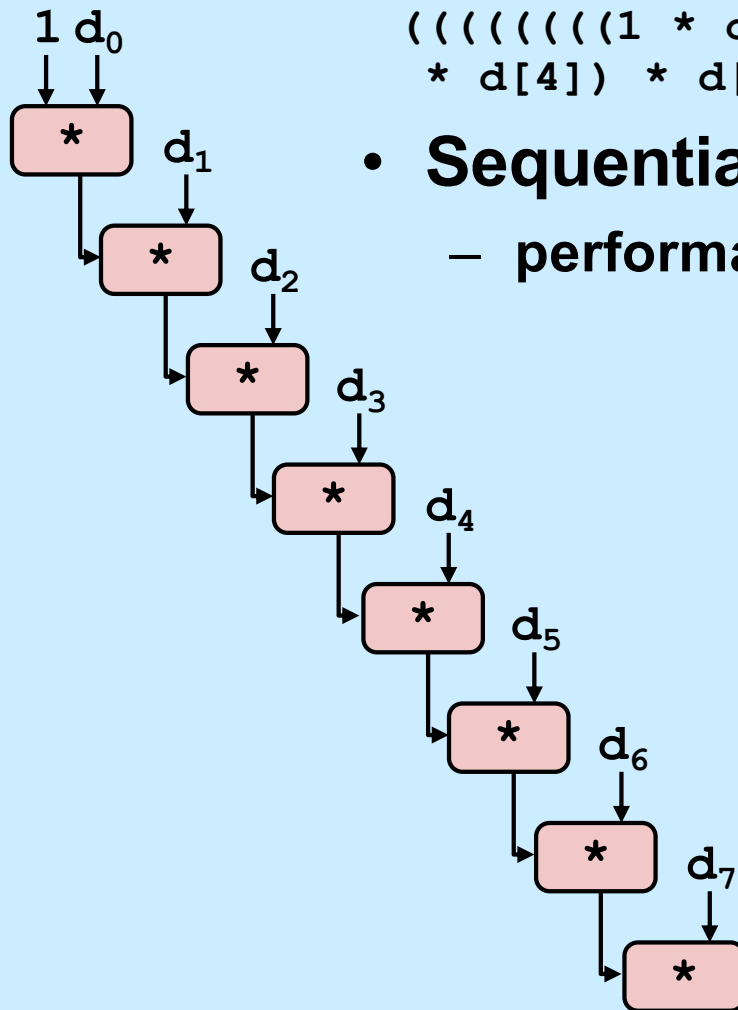 1 d0
((((((((1 * d
* d[4]) * d[
*
d1
• Sequentia
– performa
*
d2
*
d3
*
d4
*
d5
*
d6
*
d7
*